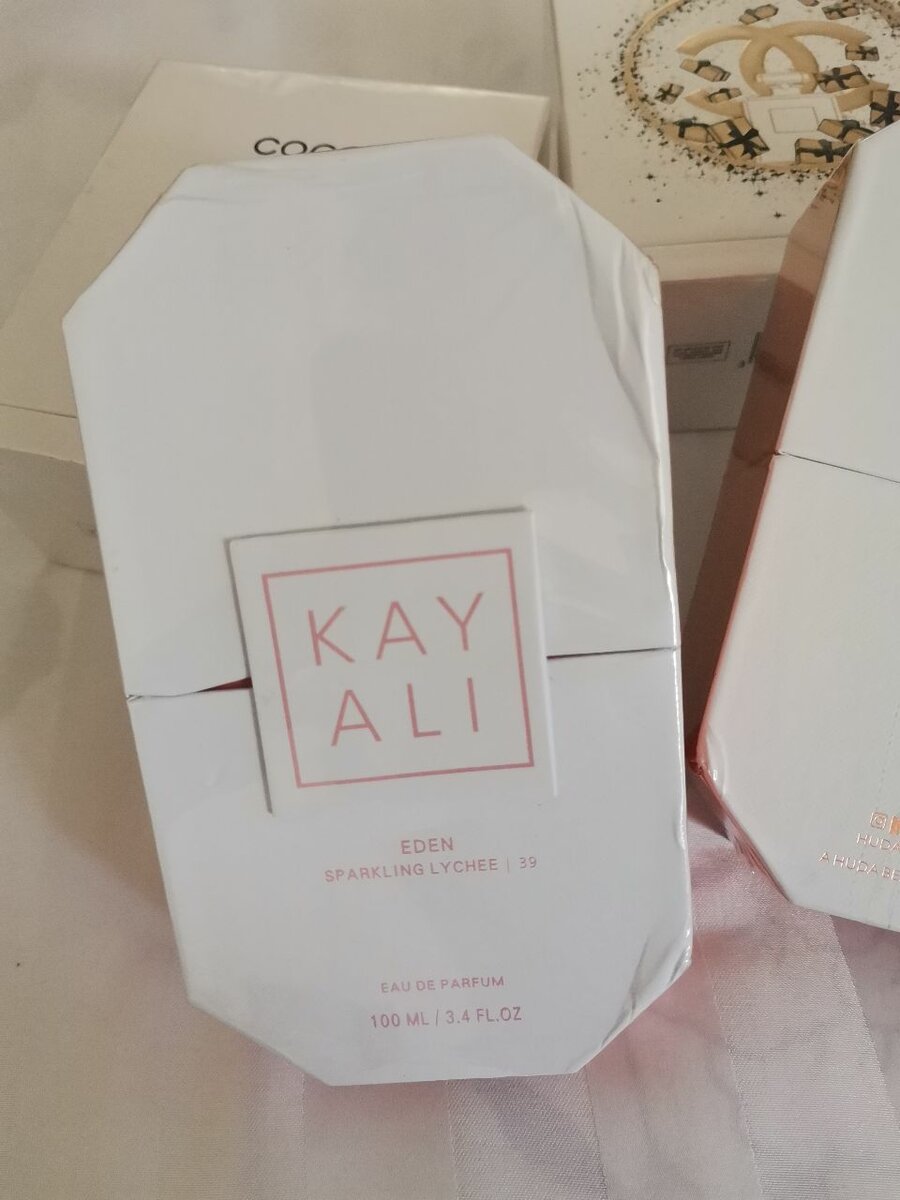 KAY
ALI
EDEN
SPARKLING LYCHEE | 39
EAU DE PARFUM
100 ML / 3.4 FL.OZ